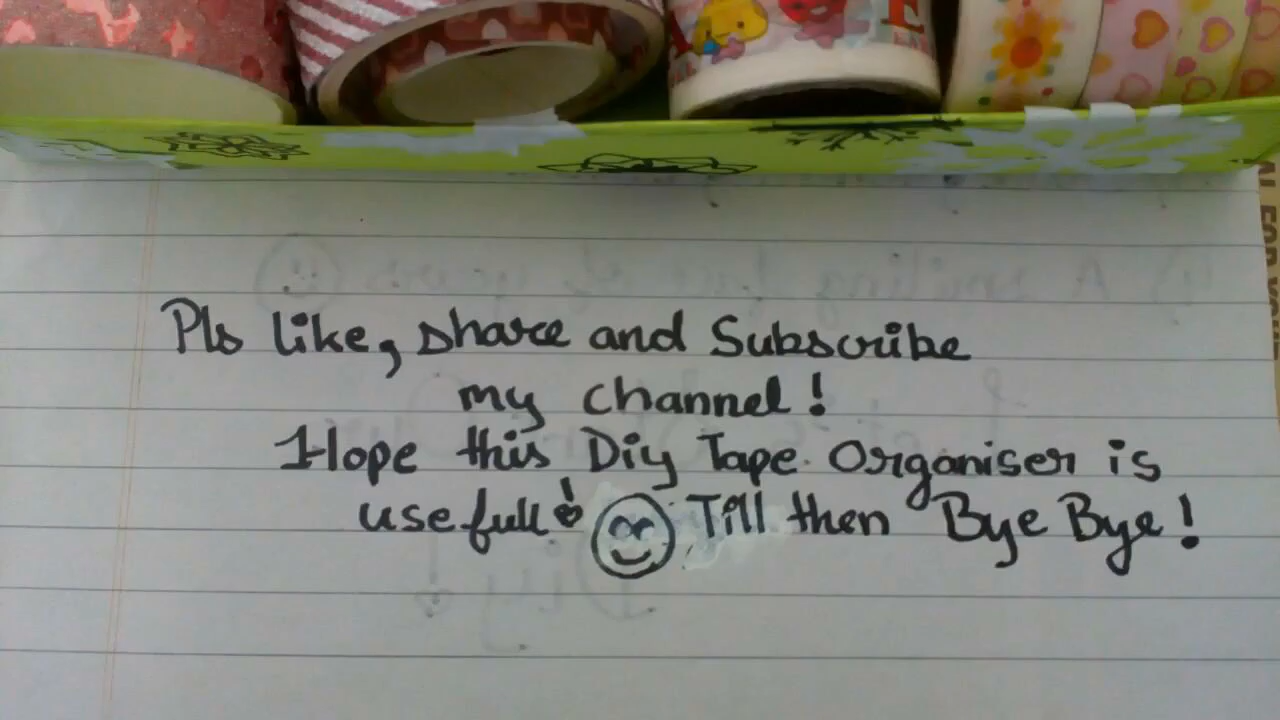 Pls like, share and Subscribe
my channel!
Hope this Diy Tape Organiser is
usefull! Till then Bye Bye!